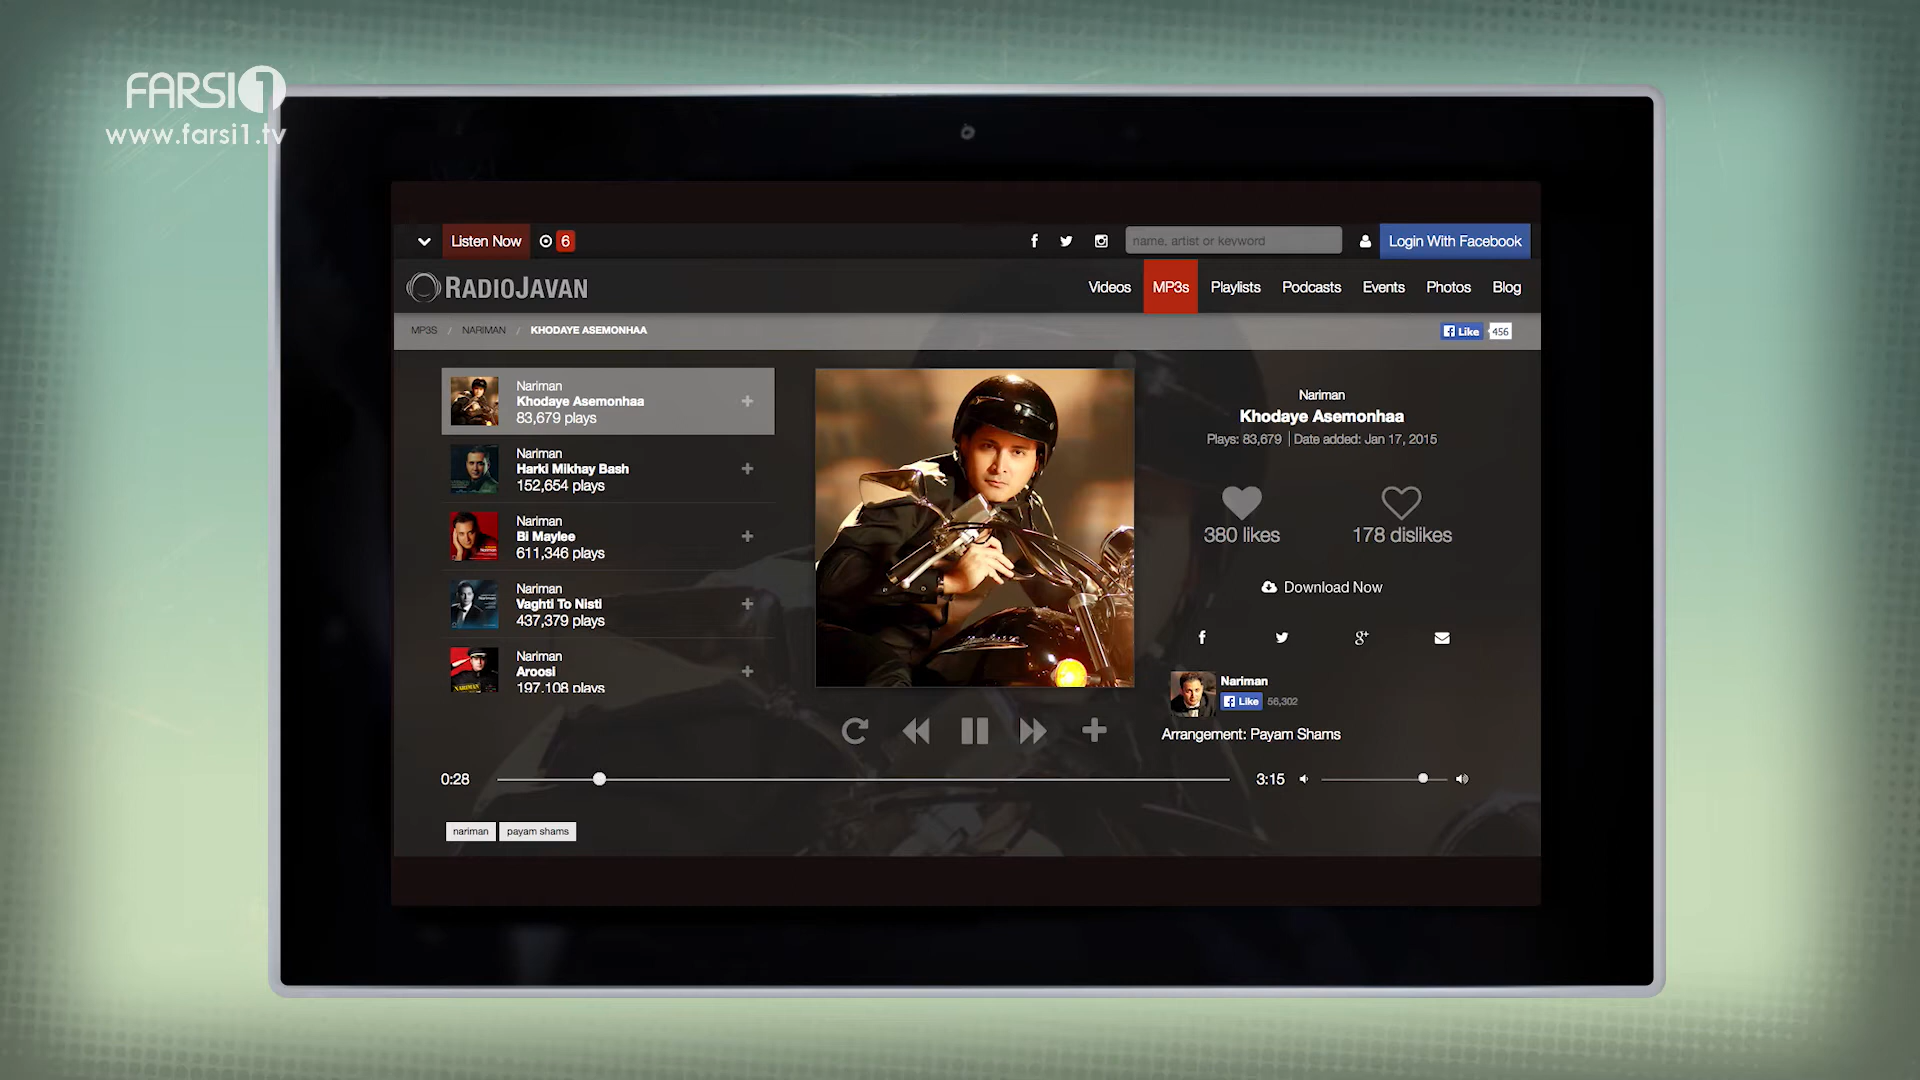 FARSI1
www.farsi1.tv
Listen Now
6
name, artist or keyword
Login With Facebook
RADIOJAVAN
Videos
MP3s
Playlists
Podcasts
Events
Photos
Blog
MP3S / NARIMAN / KHODAYE ASEMONHAA
Like
456
Nariman
Khodaye Asemonhaa
83,679 plays
Nariman
Harki Mikhay Bash
152,654 plays
Nariman
Bi Maylee
611,346 plays
Nariman
Vaghti To Nisti
437,379 plays
Nariman
Aroosi
197,108 plays
Nariman
Khodaye Asemonhaa
Plays: 83,679 | Date added: Jan 17, 2015
380 likes
178 dislikes
Download Now
Nariman
Like 56,302
Arrangement: Payam Shams
0:28
3:15
nariman
payam shams